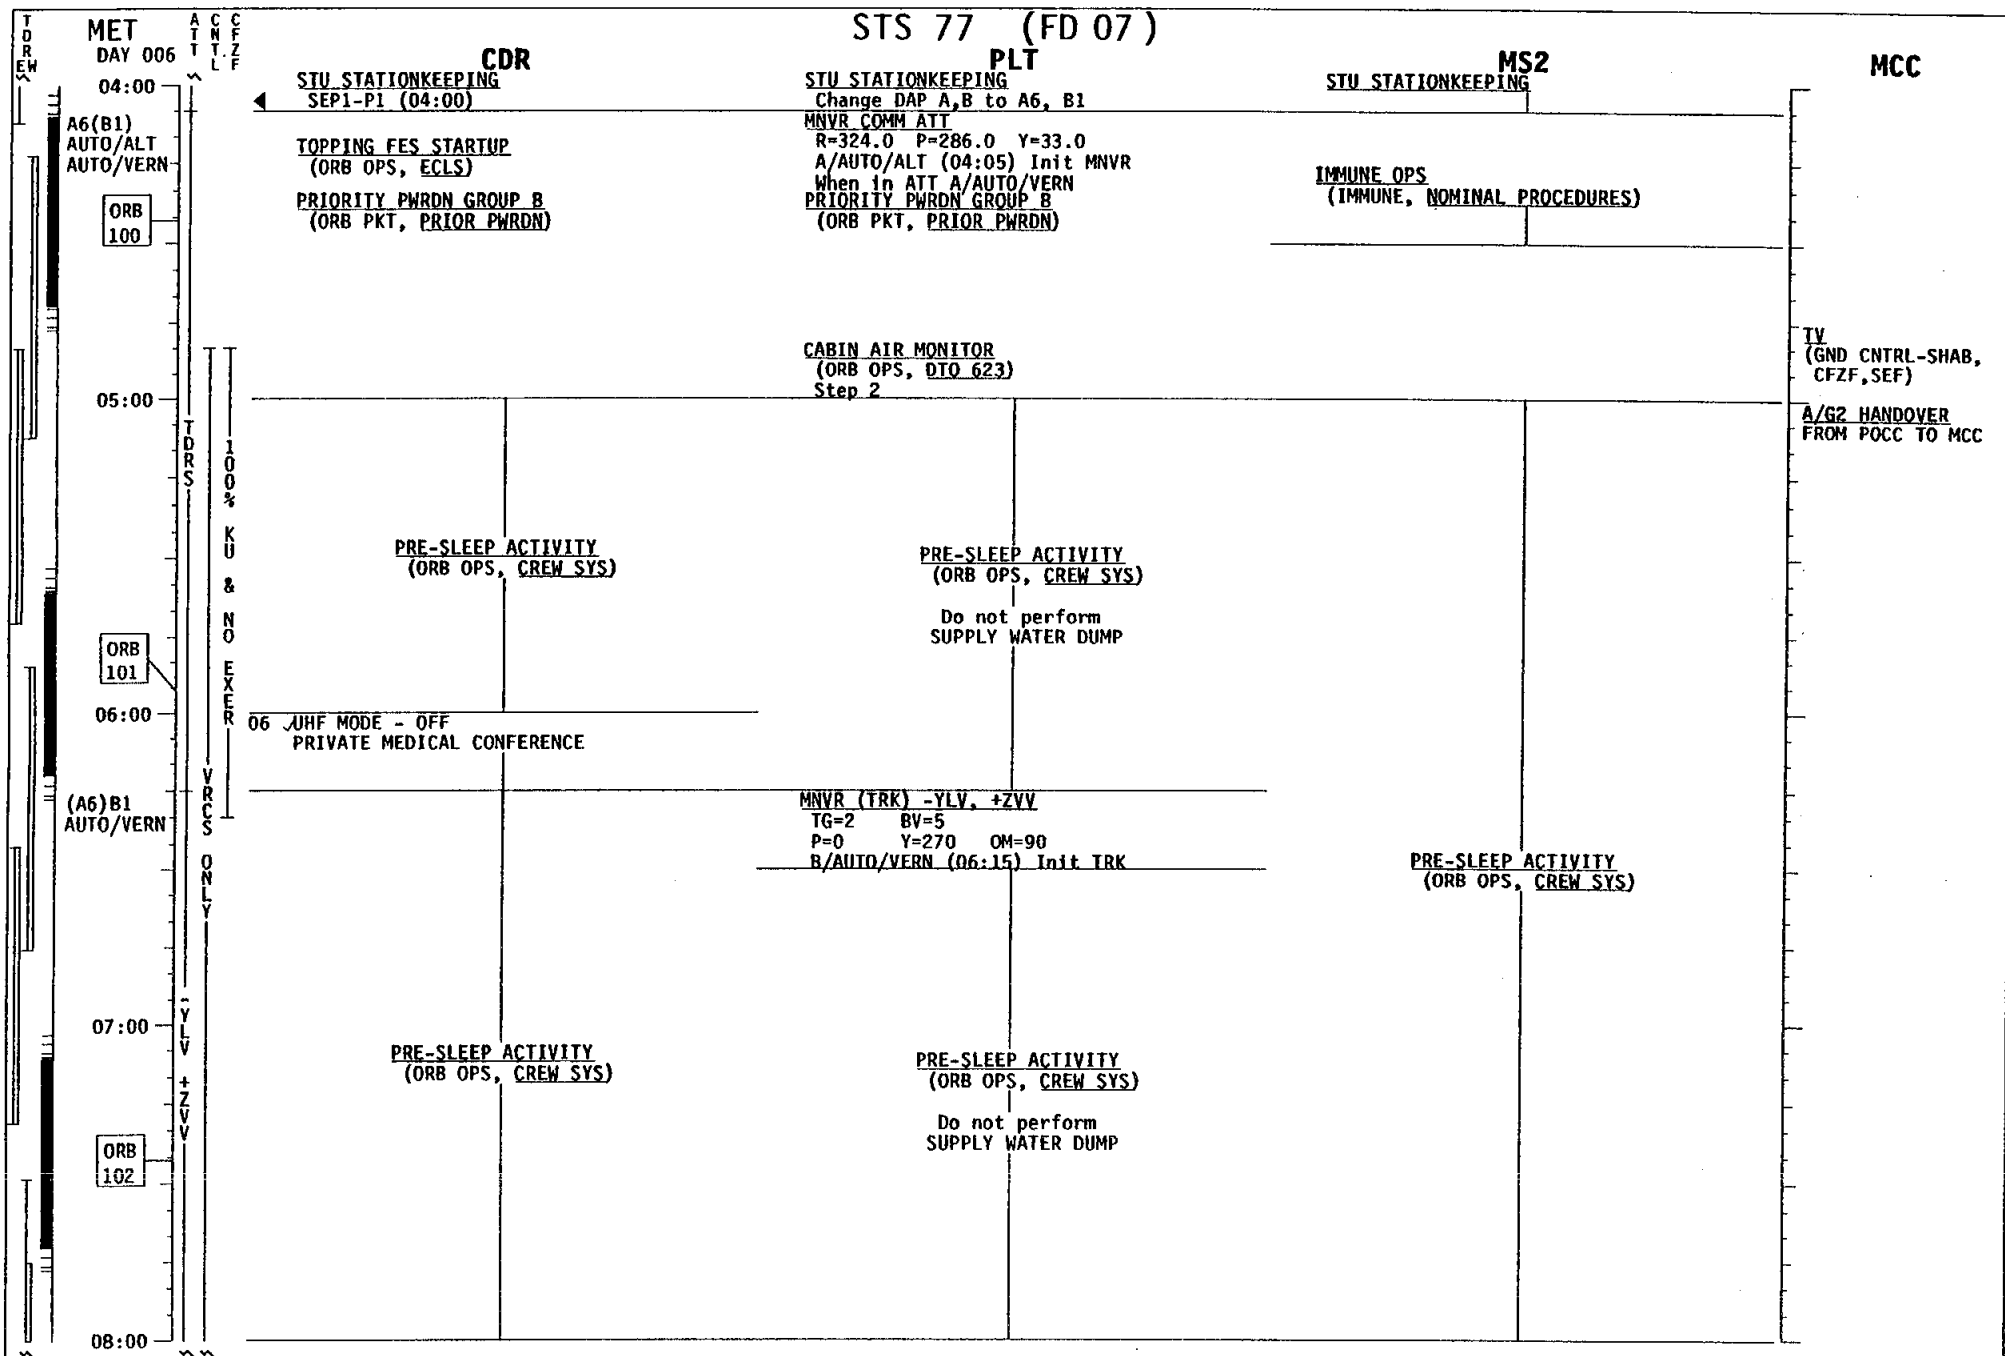 STS 77 (FD 07)
T D R E W
MET
DAY 006
ATT
CNTL
CFZF
CDR
PLT
MS2
MCC
04:00
STU STATIONKEEPING
SEP1-P1 (04:00)
STU STATIONKEEPING
Change DAP A,B to A6, B1
STU STATIONKEEPING
A6(B1)
AUTO/ALT
AUTO/VERN
TOPPING FES STARTUP
(ORB OPS, ECLS)
PRIORITY PWRDN GROUP B
(ORB PKT, PRIOR PWRDN)
MNVR COMM ATT
R=324.0 P=286.0 Y=33.0
A/AUTO/ALT (04:05) Init MNVR
When in ATT A/AUTO/VERN
PRIORITY PWRDN GROUP B
(ORB PKT, PRIOR PWRDN)
IMMUNE OPS
(IMMUNE, NOMINAL PROCEDURES)
ORB
100
CABIN AIR MONITOR
(ORB OPS, DTO 623)
Step 2
TV
(GND CNTRL-SHAB,
CFZF,SEF)
05:00
A/G2 HANDOVER
FROM POCC TO MCC
TDRS
100% KU & NO EXER
PRE-SLEEP ACTIVITY
(ORB OPS, CREW SYS)
PRE-SLEEP ACTIVITY
(ORB OPS, CREW SYS)
Do not perform
SUPPLY WATER DUMP
ORB
101
06:00
06 √UHF MODE - OFF
PRIVATE MEDICAL CONFERENCE
VRCS ONLY
(A6)B1
AUTO/VERN
MNVR (TRK) -YLV, +ZVV
TG=2 BV=5
P=0 Y=270 OM=90
B/AUTO/VERN (06:15) Init TRK
PRE-SLEEP ACTIVITY
(ORB OPS, CREW SYS)
07:00
-YLV +ZVV
PRE-SLEEP ACTIVITY
(ORB OPS, CREW SYS)
PRE-SLEEP ACTIVITY
(ORB OPS, CREW SYS)
Do not perform
SUPPLY WATER DUMP
ORB
102
08:00